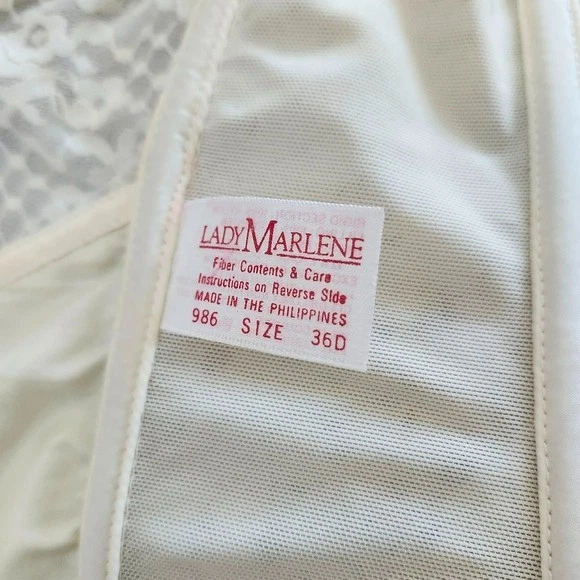 LADY MARLENE
Fiber Contents & Care
Instructions on Reverse Side
MADE IN THE PHILIPPINES
986 SIZE 36D